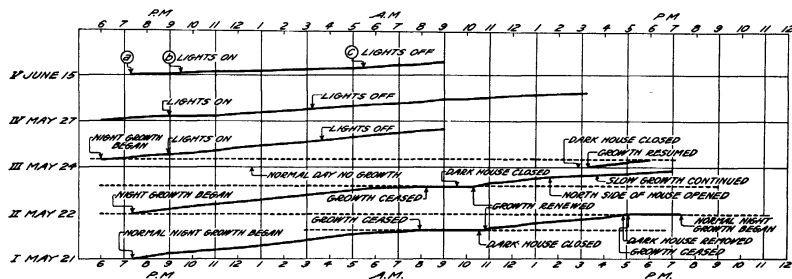 P.M. A.M. P.M.
6 7 8 9 10 11 12 1 2 3 4 5 6 7 8 9 10 11 12 1 2 3 4 5 6 7 8 9 10 11 12
ⓐ ⓑ LIGHTS ON ⓒ LIGHTS OFF
V JUNE 15
LIGHTS ON LIGHTS OFF
IV MAY 27
NIGHT GROWTH BEGAN LIGHTS ON LIGHTS OFF
DARK HOUSE CLOSED
GROWTH RESUMED
III MAY 24
NORMAL DAY NO GROWTH DARK HOUSE CLOSED SLOW GROWTH CONTINUED
NIGHT GROWTH BEGAN GROWTH CEASED NORTH SIDE OF HOUSE OPENED
GROWTH RENEWED
II MAY 22
NORMAL NIGHT GROWTH BEGAN GROWTH CEASED NORMAL NIGHT
GROWTH BEGAN
DARK HOUSE CLOSED DARK HOUSE REMOVED
GROWTH CEASED
I MAY 21
6 7 8 9 10 11 12 1 2 3 4 5 6 7 8 9 10 11 12 1 2 3 4 5 6 7 8 9 10 11 12
P.M. A.M. P.M.